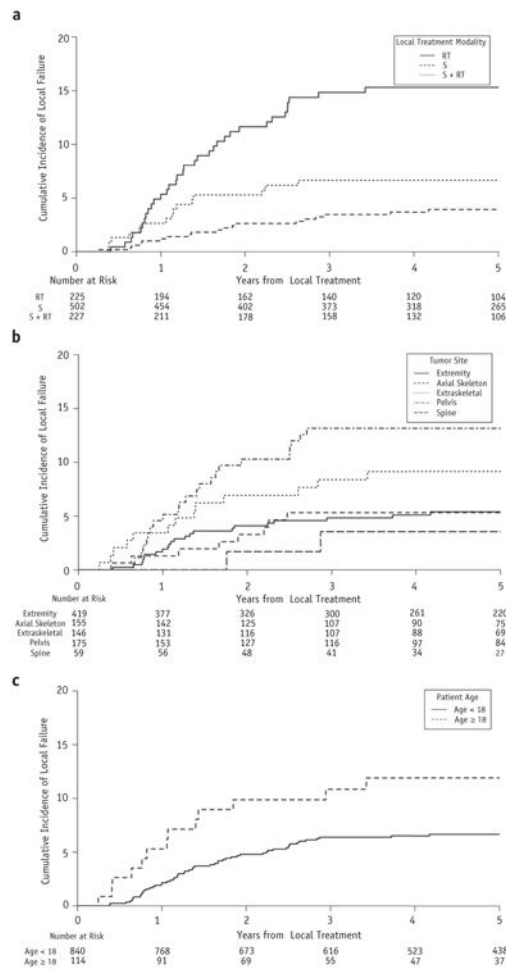 a
20
15
10
5
0
Cumulative Incidence of Local Failure
Local Treatment Modality
RT
S
S + RT
1 2 3 4 5
Number at Risk Years from Local Treatment
RT 225 194 162 140 120 104
S 502 454 402 373 318 265
S + RT 227 211 178 158 132 106
b
20
15
10
5
0
Cumulative Incidence of Local Failure
Tumor Site
Extremity
Axial Skeleton
Extraskeletal
Pelvis
Spine
0 1 2 3 4 5
Number at Risk Years from Local Treatment
Extremity 419 377 326 300 261 220
Axial Skeleton 155 142 125 107 90 75
Extraskeletal 146 131 116 107 88 69
Pelvis 175 153 127 116 97 84
Spine 59 56 48 41 34 27
c
20
15
10
5
0
Cumulative Incidence of Local Failure
Patient Age
Age < 18
Age ≥ 18
0 1 2 3 4 5
Number at Risk Years from Local Treatment
Age < 18 840 768 673 616 523 438
Age ≥ 18 114 91 69 55 47 37